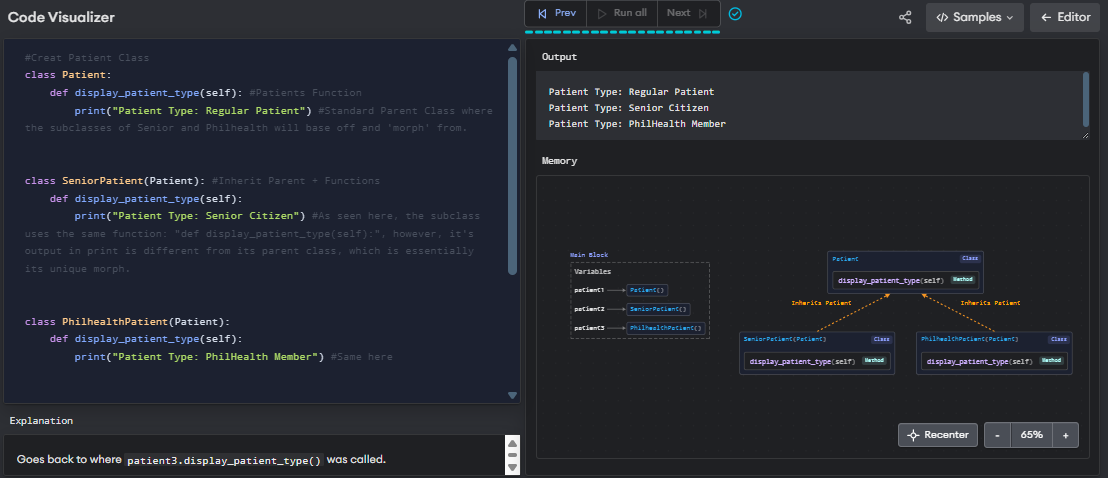 Code Visualizer
Prev
Run all
Next
Samples
Editor
#Creat Patient Class
class Patient:
    def display_patient_type(self): #Patients Function
        print("Patient Type: Regular Patient") #Standard Parent Class where
the subclasses of Senior and Philhealth will base off and 'morph' from.
class SeniorPatient(Patient): #Inherit Parent + Functions
    def display_patient_type(self):
        print("Patient Type: Senior Citizen") #As seen here, the subclass
uses the same function: "def display_patient_type(self):", however, it's
output in print is different from its parent class, which is essentially
its unique morph.
class PhilhealthPatient(Patient):
    def display_patient_type(self):
        print("Patient Type: PhilHealth Member") #Same here
Explanation
Goes back to where patient3.display_patient_type() was called.
Output
Patient Type: Regular Patient
Patient Type: Senior Citizen
Patient Type: PhilHealth Member
Memory
Main Block
Variables
patient1 Patient()
patient2 SeniorPatient()
patient3 PhilhealthPatient()
Patient Class
display_patient_type(self) Method
Inherits Patient
Inherits Patient
SeniorPatient(Patient) Class
display_patient_type(self) Method
PhilhealthPatient(Patient) Class
display_patient_type(self) Method
Recenter
- 65% +